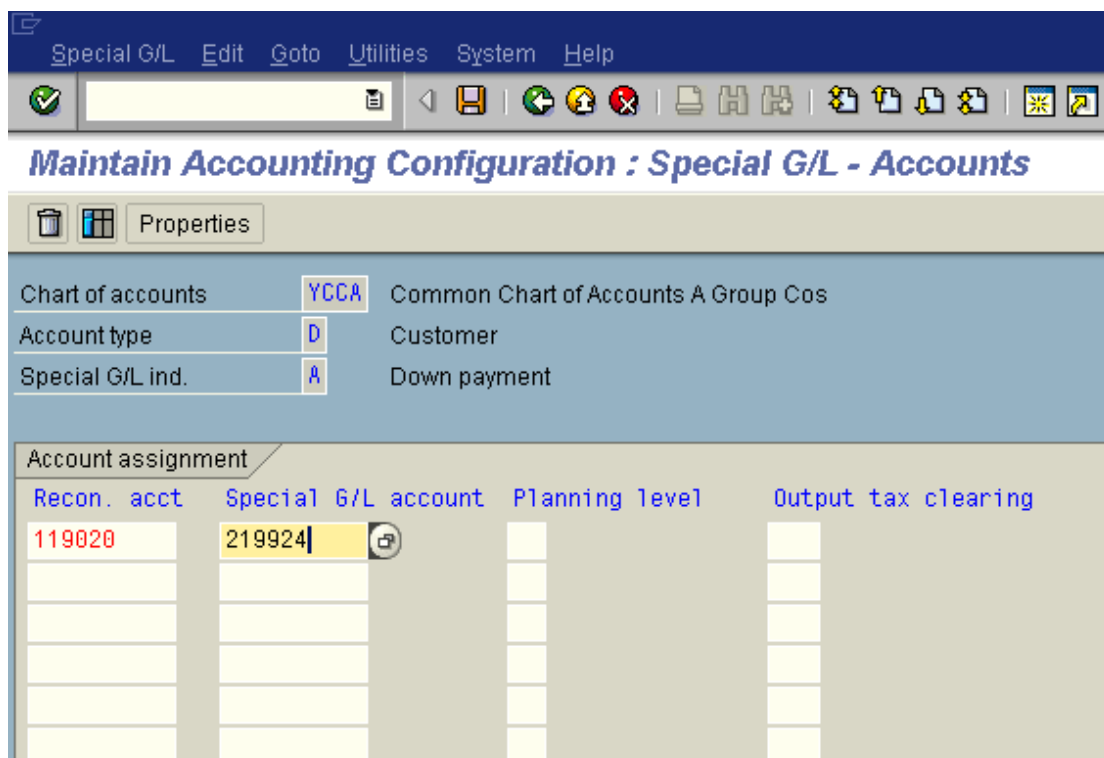 Special G/L Edit Goto Utilities System Help
Maintain Accounting Configuration : Special G/L - Accounts
Properties
Chart of accounts YCCA Common Chart of Accounts A Group Cos
Account type D Customer
Special G/L ind. A Down payment
Account assignment
Recon. acct Special G/L account Planning level Output tax clearing
119020 219924